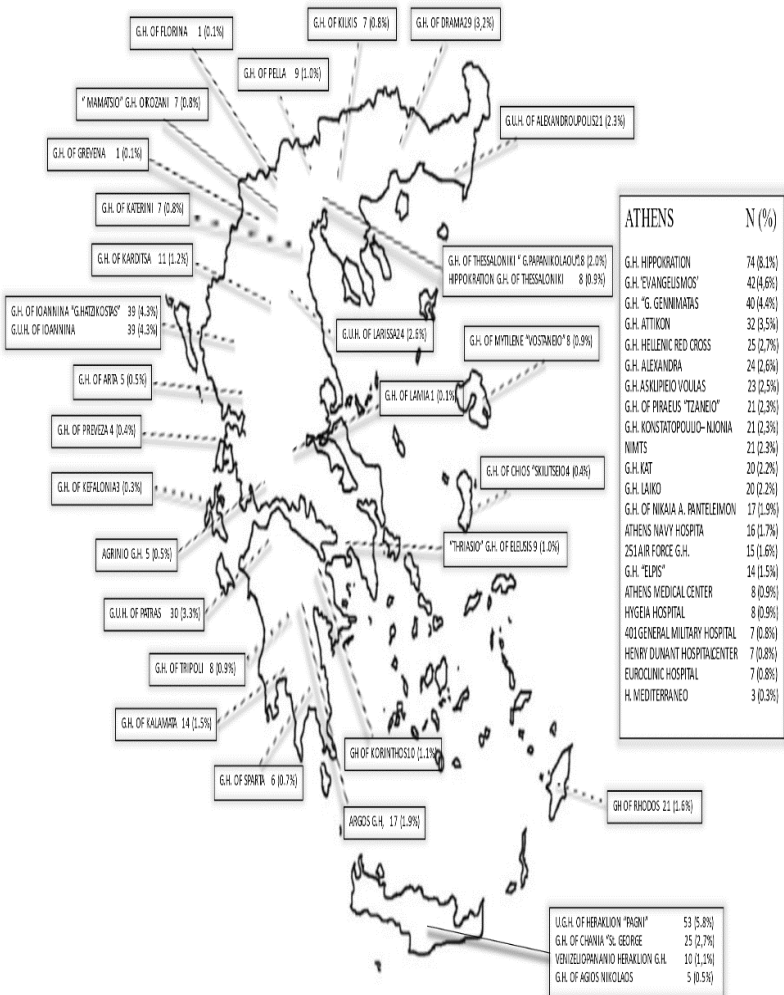 G.H. OF FLORINA 1 (0.1%)
G.H. OF KILKIS 7 (0.8%)
G.H. OF DRAMA29 (3,2%)
G.H. OF PELLA 9 (1.0%)
“ MAMATSIO” G.H. OFKOZANI 7 (0.8%)
G.U.H. OF ALEXANDROUPOLIS21 (2.3%)
G.H. OF GREVENA 1 (0.1%)
G.H. OF KATERINI 7 (0.8%)
G.H. OF KARDITSA 11 (1.2%)
G.H. OF THESSALONIKI “ G.PAPANIKOLAOU”18 (2.0%)
HIPPOKRATION G.H. OF THESSALONIKI 8 (0.9%)
G.H. OF IOANNINA “G.HATZIKOSTAS” 39 (4.3%)
G.U.H. OF IOANNINA 39 (4.3%)
G.U.H. OF LARISSA24 (2.6%)
G.H. OF MYTILENE “VOSTANEIO” 8 (0.9%)
G.H. OF ARTA 5 (0.5%)
G.H. OF LAMIA1 (0.1%)
G.H. OF PREVEZA 4 (0.4%)
G.H. OF CHIOS “SKILITSEIO4 (0.4%)
G.H. OF KEFALONIA3 (0.3%)
AGRINIO G.H. 5 (0.5%)
“THRIASIO” G.H. OF ELEUSIS 9 (1.0%)
G.U.H. OF PATRAS 30 (3.3%)
G.H. OF TRIPOLI 8 (0.9%)
G.H. OF KALAMATA 14 (1.5%)
GH OF KORINTHOS10 (1.1%)
G.H. OF SPARTA 6 (0.7%)
ARGOS G.H, 17 (1.9%)
GH OF RHODOS 21 (1.6%)
U.G.H. OF HERAKLION “PAGNI” 53 (5.8%)
G.H. OF CHANIA “St. GEORGE 25 (2,7%)
VENIZELIOPANANIO HERAKLION G.H. 10 (1,1%)
G.H. OF AGIOS NIKOLAOS 5 (0.5%)
ATHENS N (%)
G.H. HIPPOKRATION 74 (8.1%)
G.H. ‘EVANGELISMOS’ 42 (4,6%)
G.H. “G. GENNIMATAS 40 (4.4%)
G.H. ATTIKON 32 (3,5%)
G.H. HELLENIC RED CROSS 25 (2,7%)
G.H. ALEXANDRA 24 (2,6%)
G.H.ASKLIPIEIO VOULAS 23 (2,5%)
G.H. OF PIRAEUS “TZANEIO” 21 (2,3%)
G.H. KONSTATOPOULIO– N.IONIA 21 (2,3%)
NIMTS 21 (2.3%)
G.H. KAT 20 (2.2%)
G.H. LAIKO 20 (2.2%)
G.H. OF NIKAIA A. PANTELEIMON 17 (1.9%)
ATHENS NAVY HOSPITA 16 (1.7%)
251AIR FORCE G.H. 15 (1.6%)
G.H. “ELPIS” 14 (1.5%)
ATHENS MEDICAL CENTER 8 (0.9%)
HYGEIA HOSPITAL 8 (0.9%)
401GENERAL MILITARY HOSPITAL 7 (0.8%)
HENRY DUNANT HOSPITALCENTER 7 (0.8%)
EUROCLINIC HOSPITAL 7 (0.8%)
H. MEDITERRANEO 3 (0.3%)